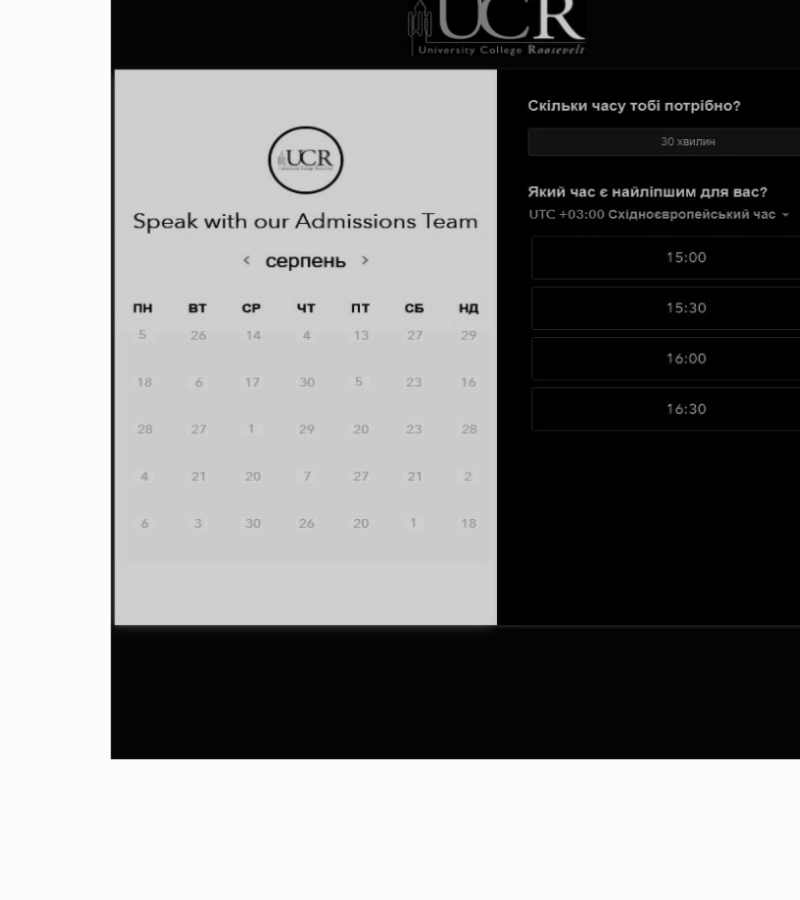 UCR
University College Roosevelt
UCR
Speak with our Admissions Team
< серпень >
ПН ВТ СР ЧТ ПТ СБ НД
5 26 14 4 13 27 29
18 6 17 30 5 23 16
28 27 1 29 20 23 28
4 21 20 7 27 21 2
6 3 30 26 20 1 18
Скільки часу тобі потрібно?
30 хвилин
Який час є найліпшим для вас?
UTC +03:00 Східноєвропейський час
15:00
15:30
16:00
16:30